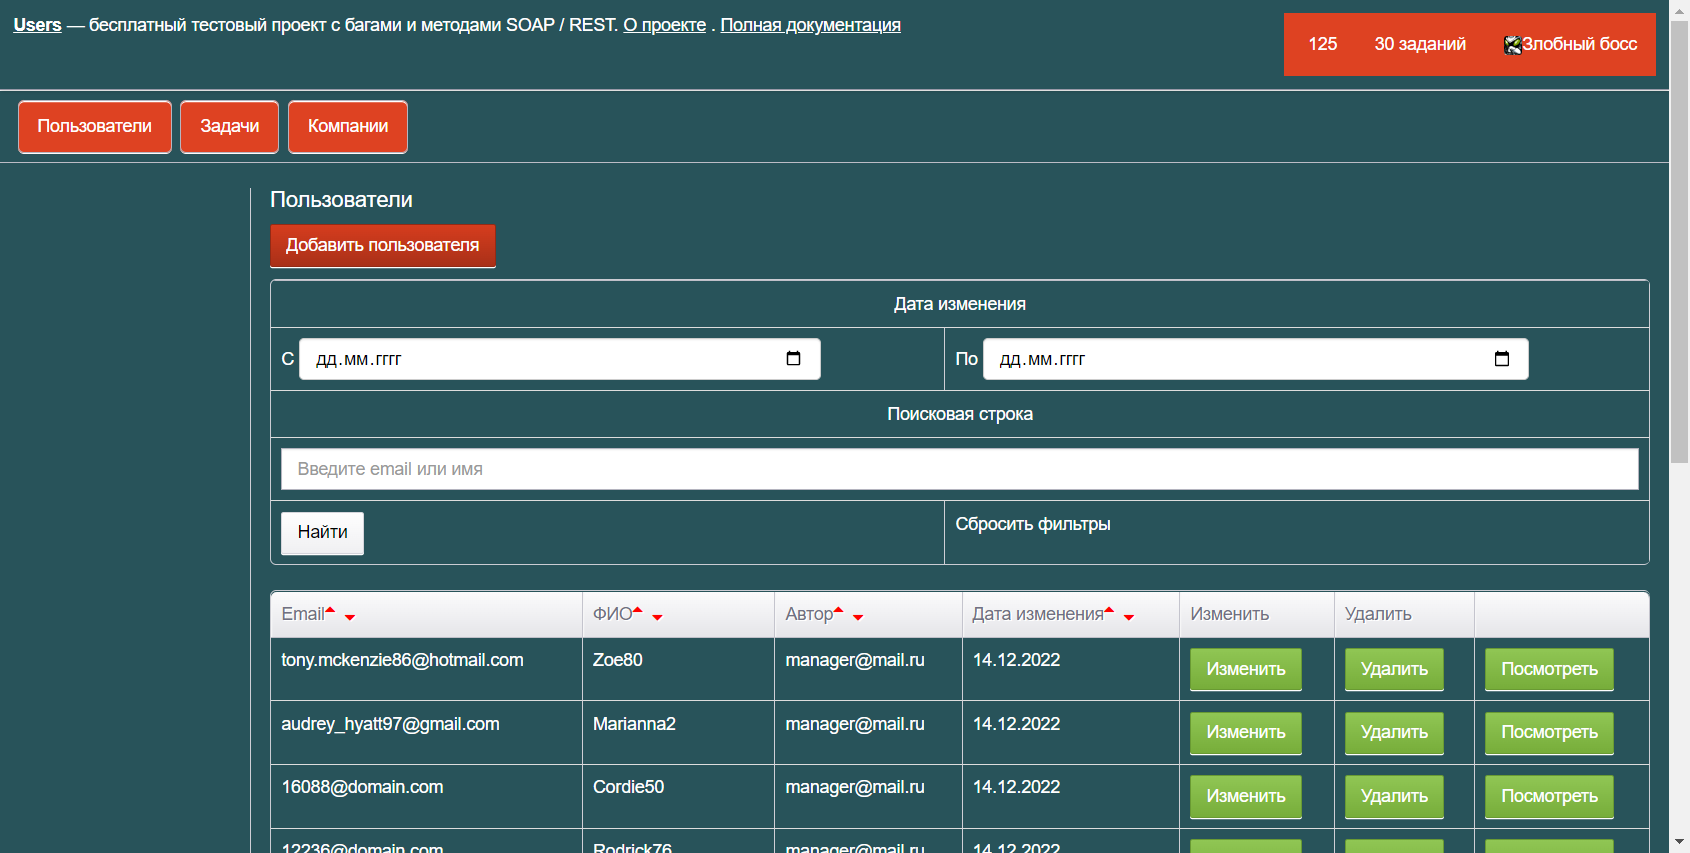 Users — бесплатный тестовый проект с багами и методами SOAP / REST. О проекте . Полная документация
125 30 заданий Злобный босс
Пользователи Задачи Компании
Пользователи
Добавить пользователя
Дата изменения
С дд.мм.гггг По дд.мм.гггг
Поисковая строка
Введите email или имя
Найти Сбросить фильтры
Email ФИО Автор Дата изменения Изменить Удалить
tony.mckenzie86@hotmail.com Zoe80 manager@mail.ru 14.12.2022 Изменить Удалить Посмотреть
audrey_hyatt97@gmail.com Marianna2 manager@mail.ru 14.12.2022 Изменить Удалить Посмотреть
16088@domain.com Cordie50 manager@mail.ru 14.12.2022 Изменить Удалить Посмотреть
12236@domain.com Rodrick76 manager@mail.ru 14.12.2022